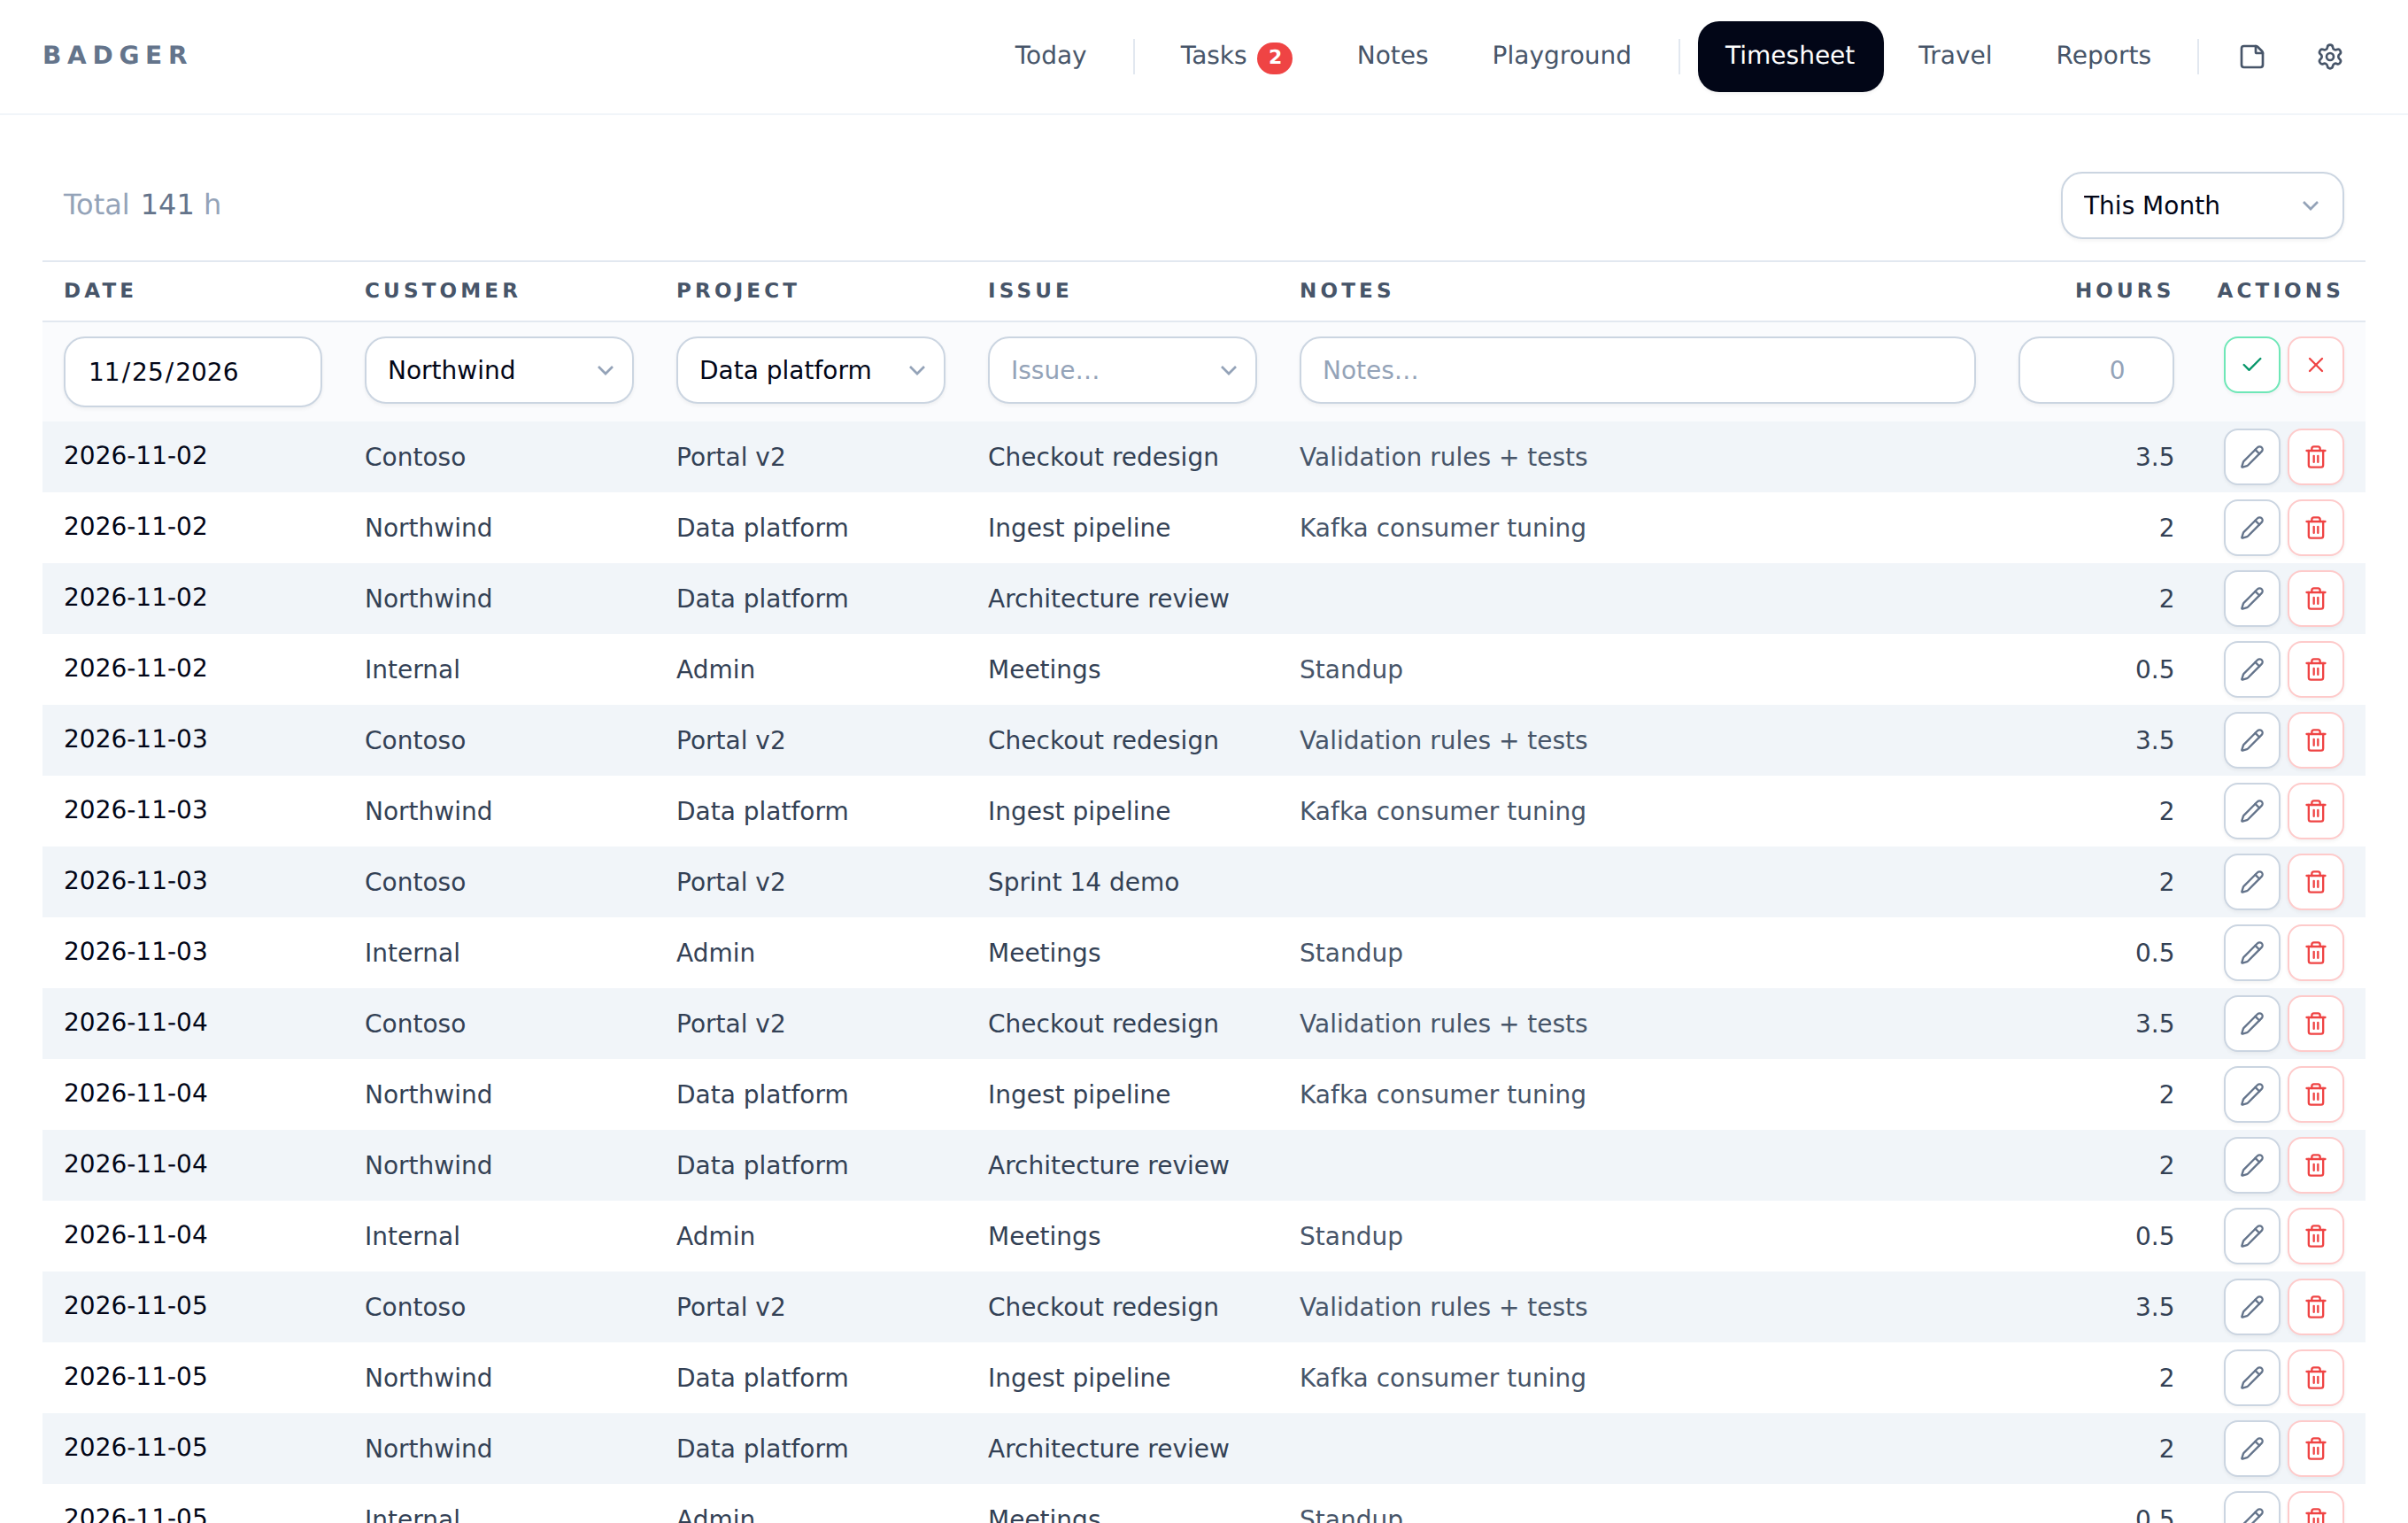 BADGER Today Tasks 2 Notes Playground Timesheet Travel Reports
Total 141 h This Month
DATE CUSTOMER PROJECT ISSUE NOTES HOURS ACTIONS
11/25/2026 Northwind Data platform Issue... Notes... 0
2026-11-02 Contoso Portal v2 Checkout redesign Validation rules + tests 3.5
2026-11-02 Northwind Data platform Ingest pipeline Kafka consumer tuning 2
2026-11-02 Northwind Data platform Architecture review 2
2026-11-02 Internal Admin Meetings Standup 0.5
2026-11-03 Contoso Portal v2 Checkout redesign Validation rules + tests 3.5
2026-11-03 Northwind Data platform Ingest pipeline Kafka consumer tuning 2
2026-11-03 Contoso Portal v2 Sprint 14 demo 2
2026-11-03 Internal Admin Meetings Standup 0.5
2026-11-04 Contoso Portal v2 Checkout redesign Validation rules + tests 3.5
2026-11-04 Northwind Data platform Ingest pipeline Kafka consumer tuning 2
2026-11-04 Northwind Data platform Architecture review 2
2026-11-04 Internal Admin Meetings Standup 0.5
2026-11-05 Contoso Portal v2 Checkout redesign Validation rules + tests 3.5
2026-11-05 Northwind Data platform Ingest pipeline Kafka consumer tuning 2
2026-11-05 Northwind Data platform Architecture review 2
2026-11-05 Internal Admin Meetings Standup 0.5